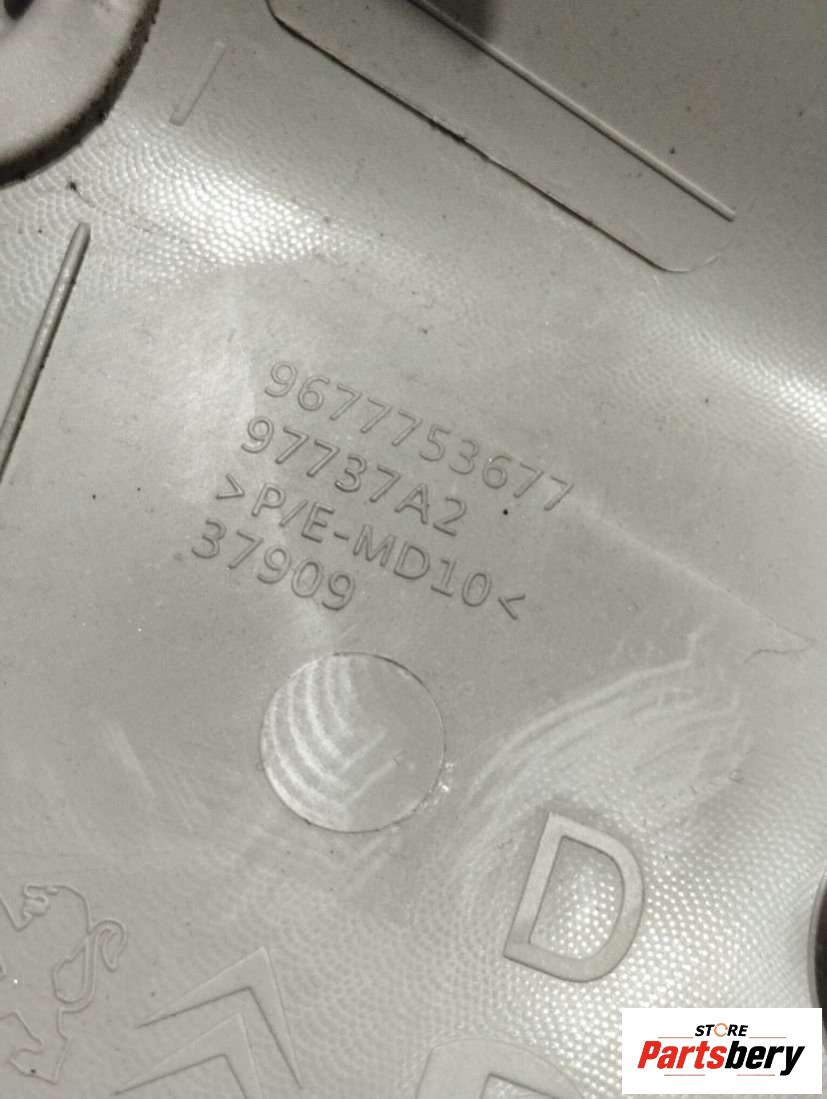 9677753677
97737A2
>P/E-MD10<
37909
D
STORE
Partsbery